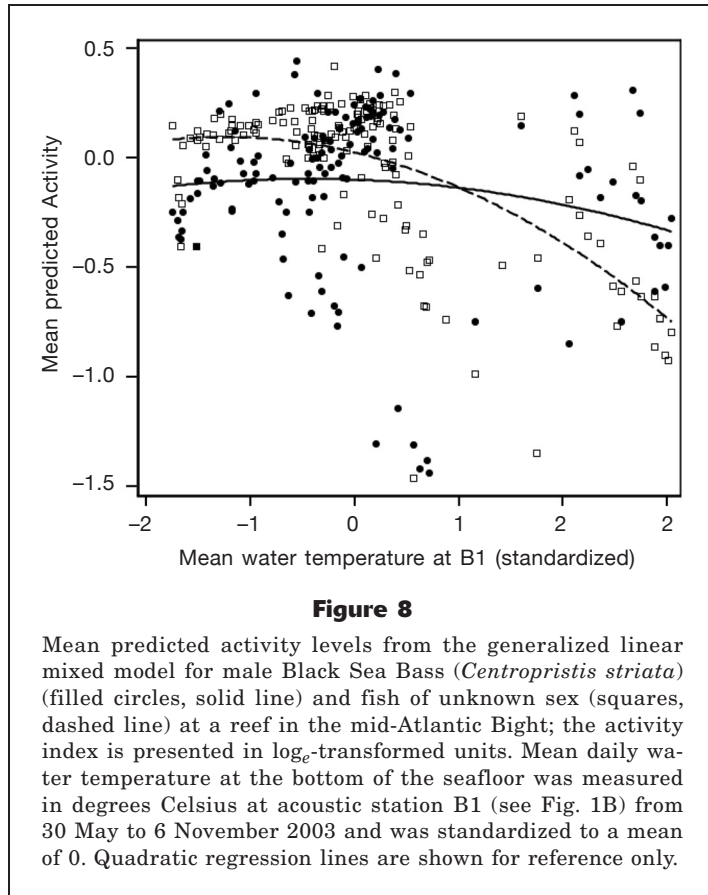 0.5
0.0
−0.5
−1.0
−1.5
Mean predicted Activity
−2
−1
0
1
2
2
Mean water temperature at B1 (standardized)
Figure 8
Mean predicted activity levels from the generalized linear
mixed model for male Black Sea Bass (Centropristis striata)
(filled circles, solid line) and fish of unknown sex (squares,
dashed line) at a reef in the mid-Atlantic Bight; the activity
index is presented in loge-transformed units. Mean daily wa-
ter temperature at the bottom of the seafloor was measured
in degrees Celsius at acoustic station B1 (see Fig. 1B) from
30 May to 6 November 2003 and was standardized to a mean
of 0. Quadratic regression lines are shown for reference only.